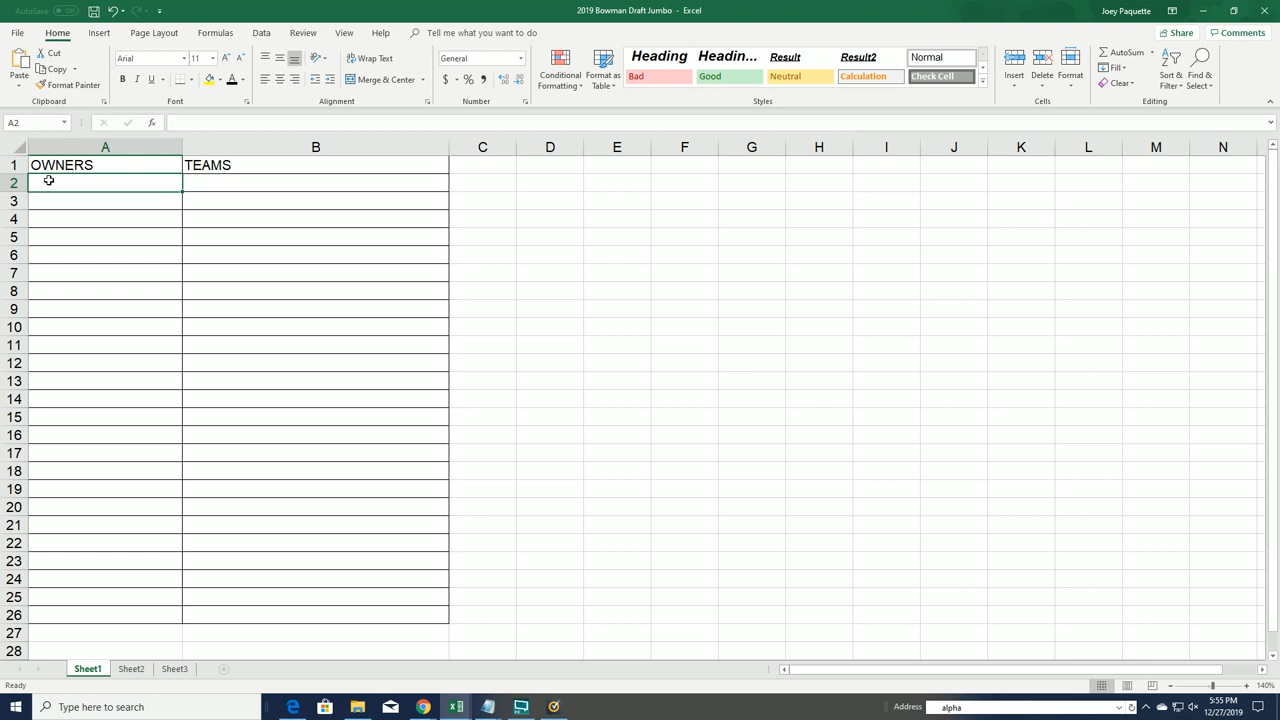 AutoSave Off 2019 Bowman Draft Jumbo - Excel Joey Paquette
File Home Insert Page Layout Formulas Data Review View Help Tell me what you want to do Share Comments
Paste Cut Copy Format Painter
Arial 11 B I U
Wrap Text Merge & Center
General $ % ,
Conditional Formatting Format as Table
Heading Headin... Result Result2 Normal
Bad Good Neutral Calculation Check Cell
Insert Delete Format
AutoSum Fill Clear
Sort & Filter Find & Select
Clipboard Font Alignment Number Styles Cells Editing
A2 fx
A B C D E F G H I J K L M N
1 OWNERS TEAMS
2
3
4
5
6
7
8
9
10
11
12
13
14
15
16
17
18
19
20
21
22
23
24
25
26
27
28
Sheet1 Sheet2 Sheet3
Ready 140%
Type here to search Address alpha 5:55 PM
12/27/2019